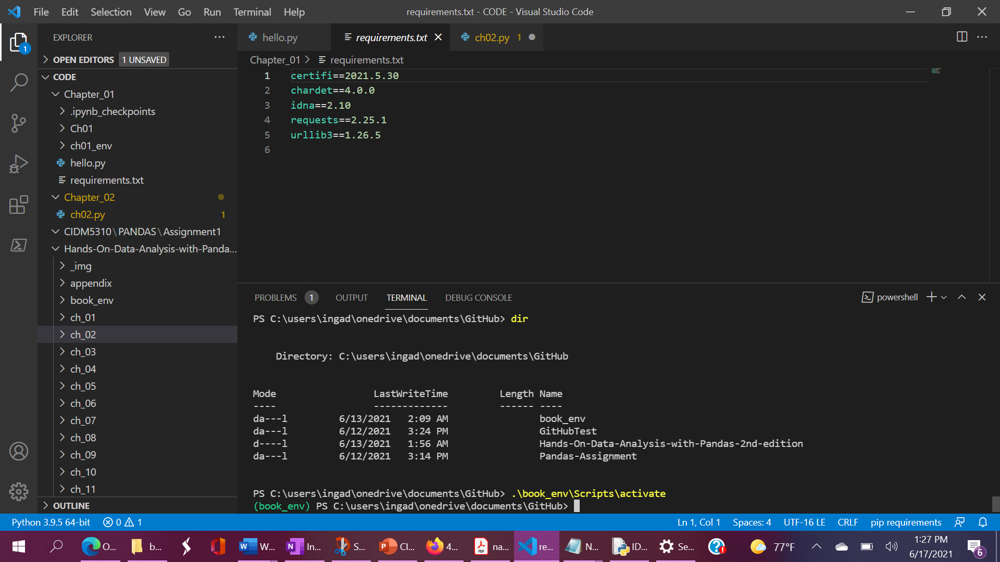 File Edit Selection View Go Run Terminal Help
requirements.txt - CODE - Visual Studio Code
1
EXPLORER
OPEN EDITORS 1 UNSAVED
CODE
Chapter_01
.ipynb_checkpoints
Ch01
ch01_env
hello.py
requirements.txt
Chapter_02
ch02.py 1
CIDM5310\PANDAS\Assignment1
Hands-On-Data-Analysis-with-Panda...
_img
appendix
book_env
ch_01
ch_02
ch_03
ch_04
ch_05
ch_06
ch_07
ch_08
ch_09
ch_10
ch_11
OUTLINE
hello.py requirements.txt ch02.py 1
Chapter_01 > requirements.txt
1 certifi==2021.5.30
2 chardet==4.0.0
3 idna==2.10
4 requests==2.25.1
5 urllib3==1.26.5
6
PROBLEMS 1 OUTPUT TERMINAL DEBUG CONSOLE
powershell
PS C:\users\ingad\onedrive\documents\GitHub> dir
Directory: C:\users\ingad\onedrive\documents\GitHub
Mode LastWriteTime Length Name
---- ------------- ------ ----
da---l 6/13/2021 2:09 AM book_env
da---l 6/12/2021 3:24 PM GitHubTest
d----l 6/13/2021 1:56 AM Hands-On-Data-Analysis-with-Pandas-2nd-edition
da---l 6/12/2021 3:14 PM Pandas-Assignment
PS C:\users\ingad\onedrive\documents\GitHub> .\book_env\Scripts\activate
(book_env) PS C:\users\ingad\onedrive\documents\GitHub>
Python 3.9.5 64-bit 0 1
Ln 1, Col 1 Spaces: 4 UTF-16 LE CRLF pip requirements
O... b... W... In... S... Cl... 4... na... re... N... ID... Se...
77°F
1:27 PM
6/17/2021
6